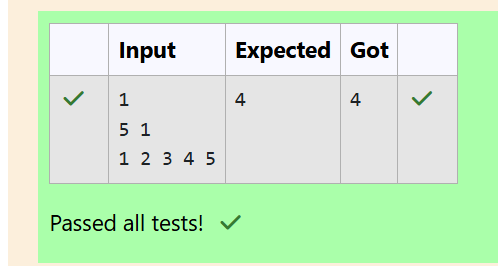 Input Expected Got
1 4 4
5 1
1 2 3 4 5
Passed all tests!